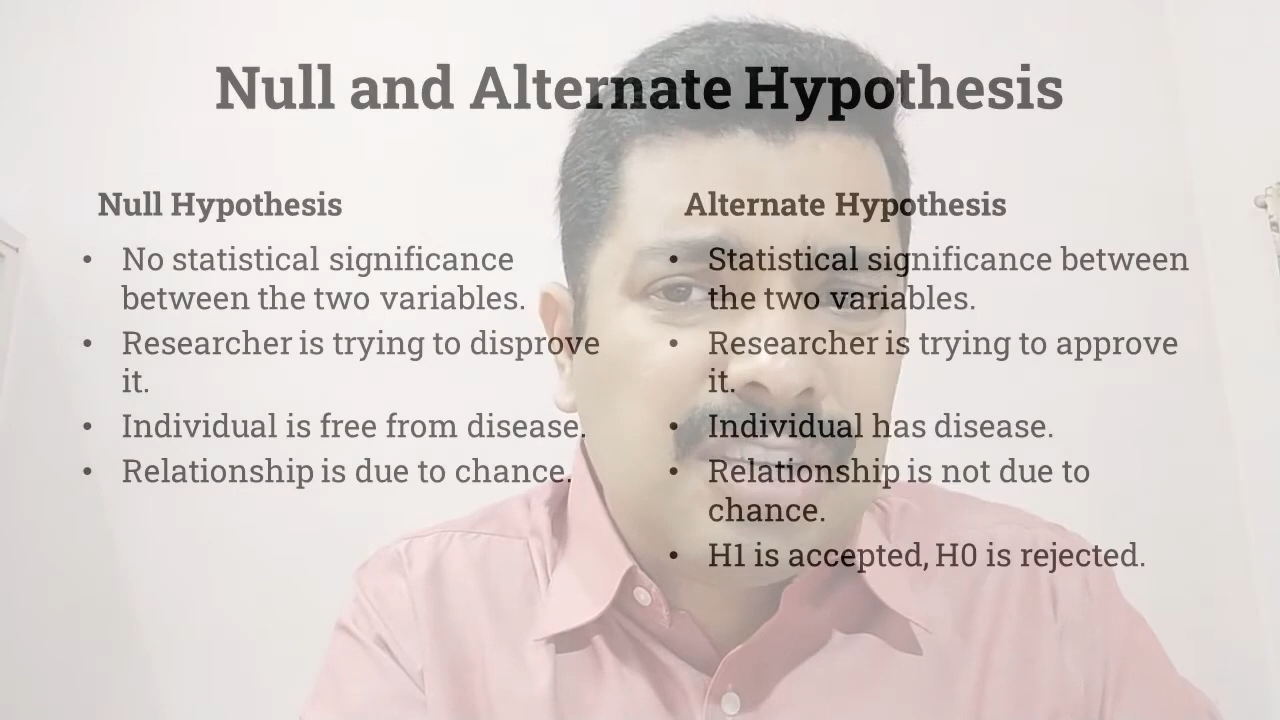 Null and Alternate Hypothesis
Null Hypothesis
• No statistical significance
between the two variables.
• Researcher is trying to disprove
it.
• Individual is free from disease.
• Relationship is due to chance.
Alternate Hypothesis
• Statistical significance between
the two variables.
• Researcher is trying to approve
it.
• Individual has disease.
• Relationship is not due to
chance.
• H1 is accepted, H0 is rejected.